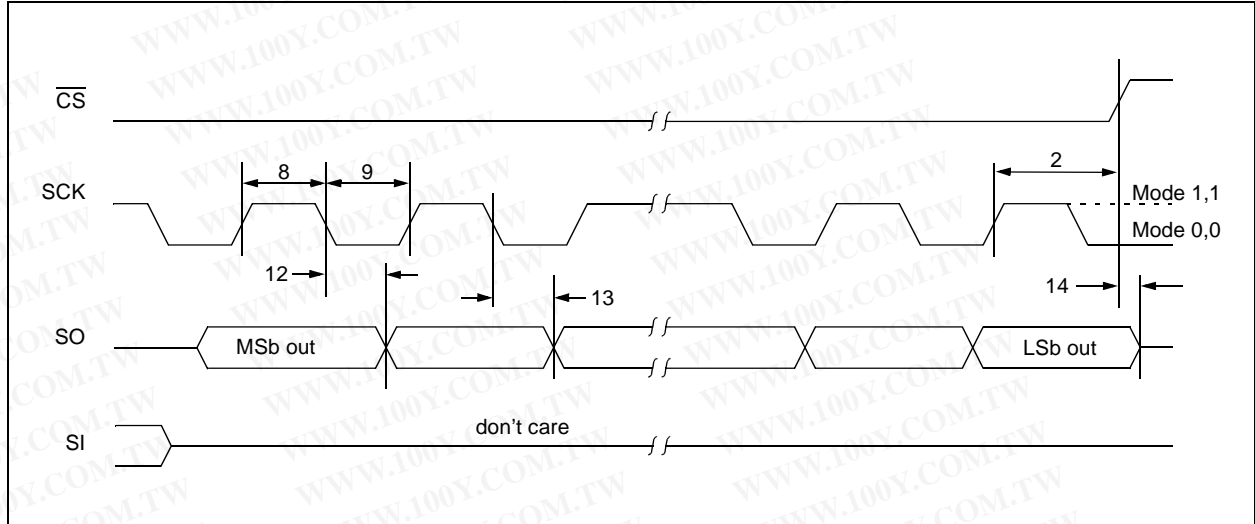 CS
SCK
8
9
2
Mode 1,1
Mode 0,0
12
13
14
SO
MSb out
LSb out
SI
don't care
WWW.100Y.COM.TW